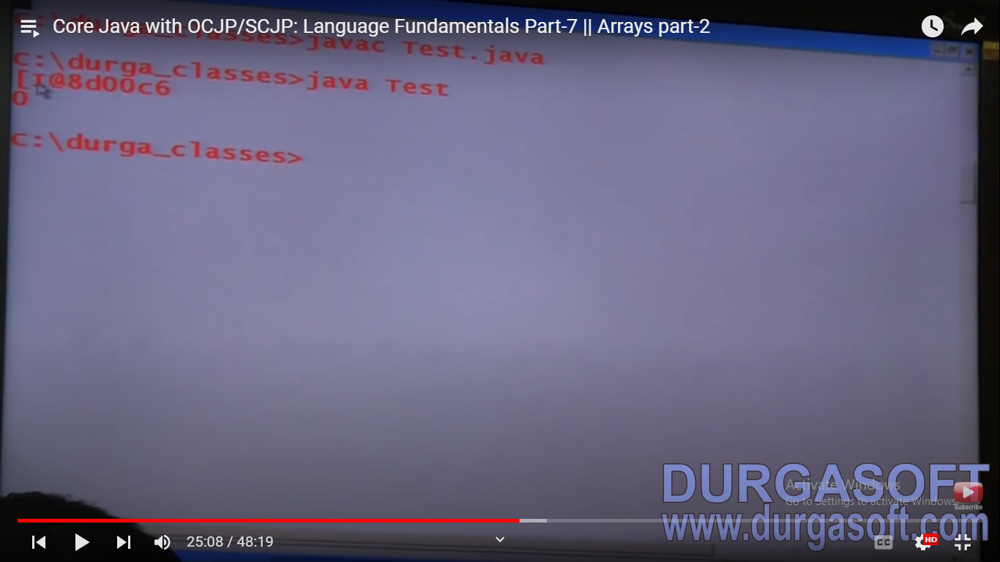 Core Java with OCJP/SCJP: Language Fundamentals Part-7 || Arrays part-2
C:\durga_classes>javac Test.java
C:\durga_classes>java Test
[I@8d00c6
0
C:\durga_classes>
DURGASOFT
Activate Windows
Go to Settings to activate Windows.
Subscribe
www.durgasoft.com
25:08 / 48:19
CC
HD